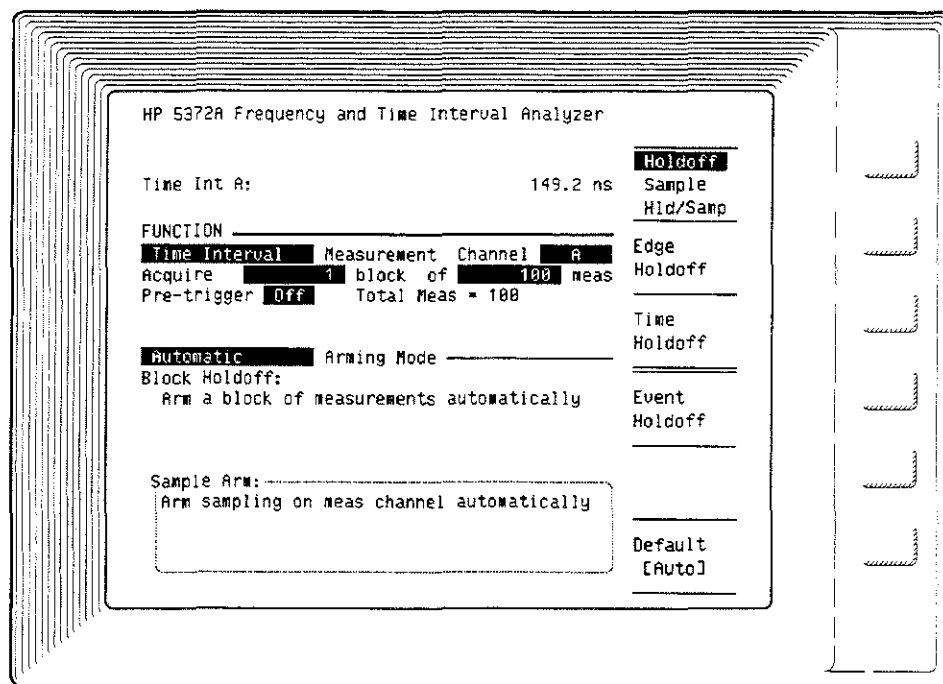 HP 5372A Frequency and Time Interval Analyzer
Time Int A: 149.2 ns
FUNCTION
Time Interval Measurement Channel A
Acquire 1 block of 100 meas
Pre-trigger Off Total Meas = 100
Automatic Arming Mode
Block Holdoff:
Arm a block of measurements automatically
Sample Arm:
Arm sampling on meas channel automatically
Holdoff
Sample
Hld/Samp
Edge
Holdoff
Time
Holdoff
Event
Holdoff
Default
[Auto]